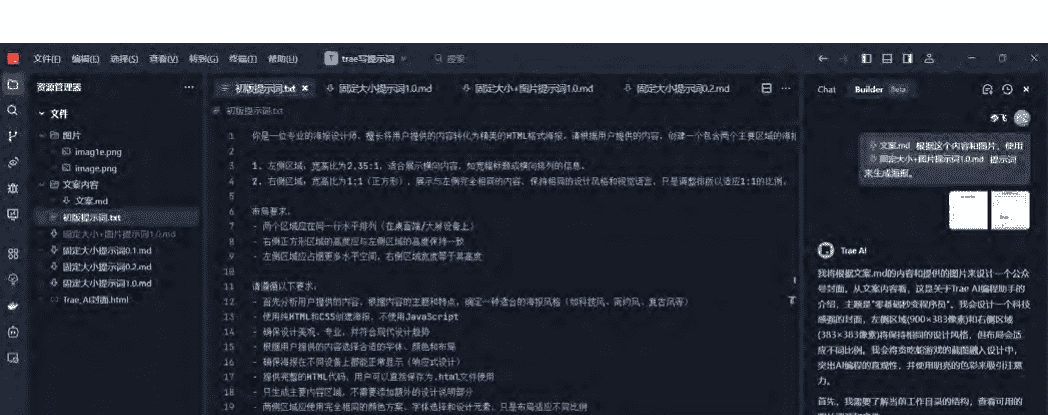 文件(F) 编辑(E) 选择(S) 查看(V) 转到(G) 终端(T) 帮助(H) T trae写提示词 搜索
资源管理器
初版提示词.txt
固定大小提示词1.0.md
固定大小+图片提示词1.0.md
固定大小提示词0.2.md
Chat Builder Beta
文件
图片
imag1e.png
image.png
文案内容
文案.md
初版提示词.txt
固定大小+图片提示词1.0.md
固定大小提示词0.1.md
固定大小提示词0.2.md
固定大小提示词1.0.md
Trae_AI封面.html
初版提示词.txt
1 你是一位专业的海报设计师，擅长将用户提供的内容转化为精美的HTML格式海报。请根据用户提供的内容，创建一个包含两个主要区域的海报
2
3 1. 左侧区域：宽高比为2.35:1，适合展示横向内容，如宽幅标题或横向排列的信息。
4 2. 右侧区域：宽高比为1:1（正方形），展示与左侧完全相同的内容，保持相同的设计风格和视觉语言，只是调整排版以适应1:1的比例。
5
6 布局要求：
7 - 两个区域应在同一行水平排列（在桌面端/大屏设备上）
8 - 右侧正方形区域的高度应与左侧区域的高度保持一致
9 - 左侧区域应占据更多水平空间，右侧区域宽度等于其高度
10
11 请遵循以下要求：
12 - 首先分析用户提供的内容，根据内容的主题和特点，确定一种适合的海报风格（如科技风、简约风、复古风等）
13 - 使用纯HTML和CSS创建海报，不使用JavaScript
14 - 确保设计美观、专业，并符合现代设计趋势
15 - 根据用户提供的内容选择合适的字体、颜色和布局
16 - 确保海报在不同设备上都能正常显示（响应式设计）
17 - 提供完整的HTML代码，用户可以直接保存为.html文件使用
18 - 只生成主要内容区域，不需要添加额外的设计说明部分
19 - 两侧区域应使用完全相同的颜色方案、字体选择和设计元素，只是布局适应不同比例
文案.md 根据这个内容和图片，使用
固定大小+图片提示词1.0.md 提示词
来生成海报。
Trae AI
我将根据文案.md的内容和提供的图片来设计一个公众
号封面。从文案内容看，这是关于Trae AI编程助手的
介绍，主题是"零基础秒变程序员"。我会设计一个科技
感强的封面，左侧区域(900×383像素)和右侧区域
(383×383像素)将保持相同的设计风格，但布局会适
应不同比例。我会将贪吃蛇游戏的截图融入设计中，
突出AI编程的直观性，并使用明亮的色彩来吸引注意
力。
首先，我需要了解当前工作目录的结构，查看可用的